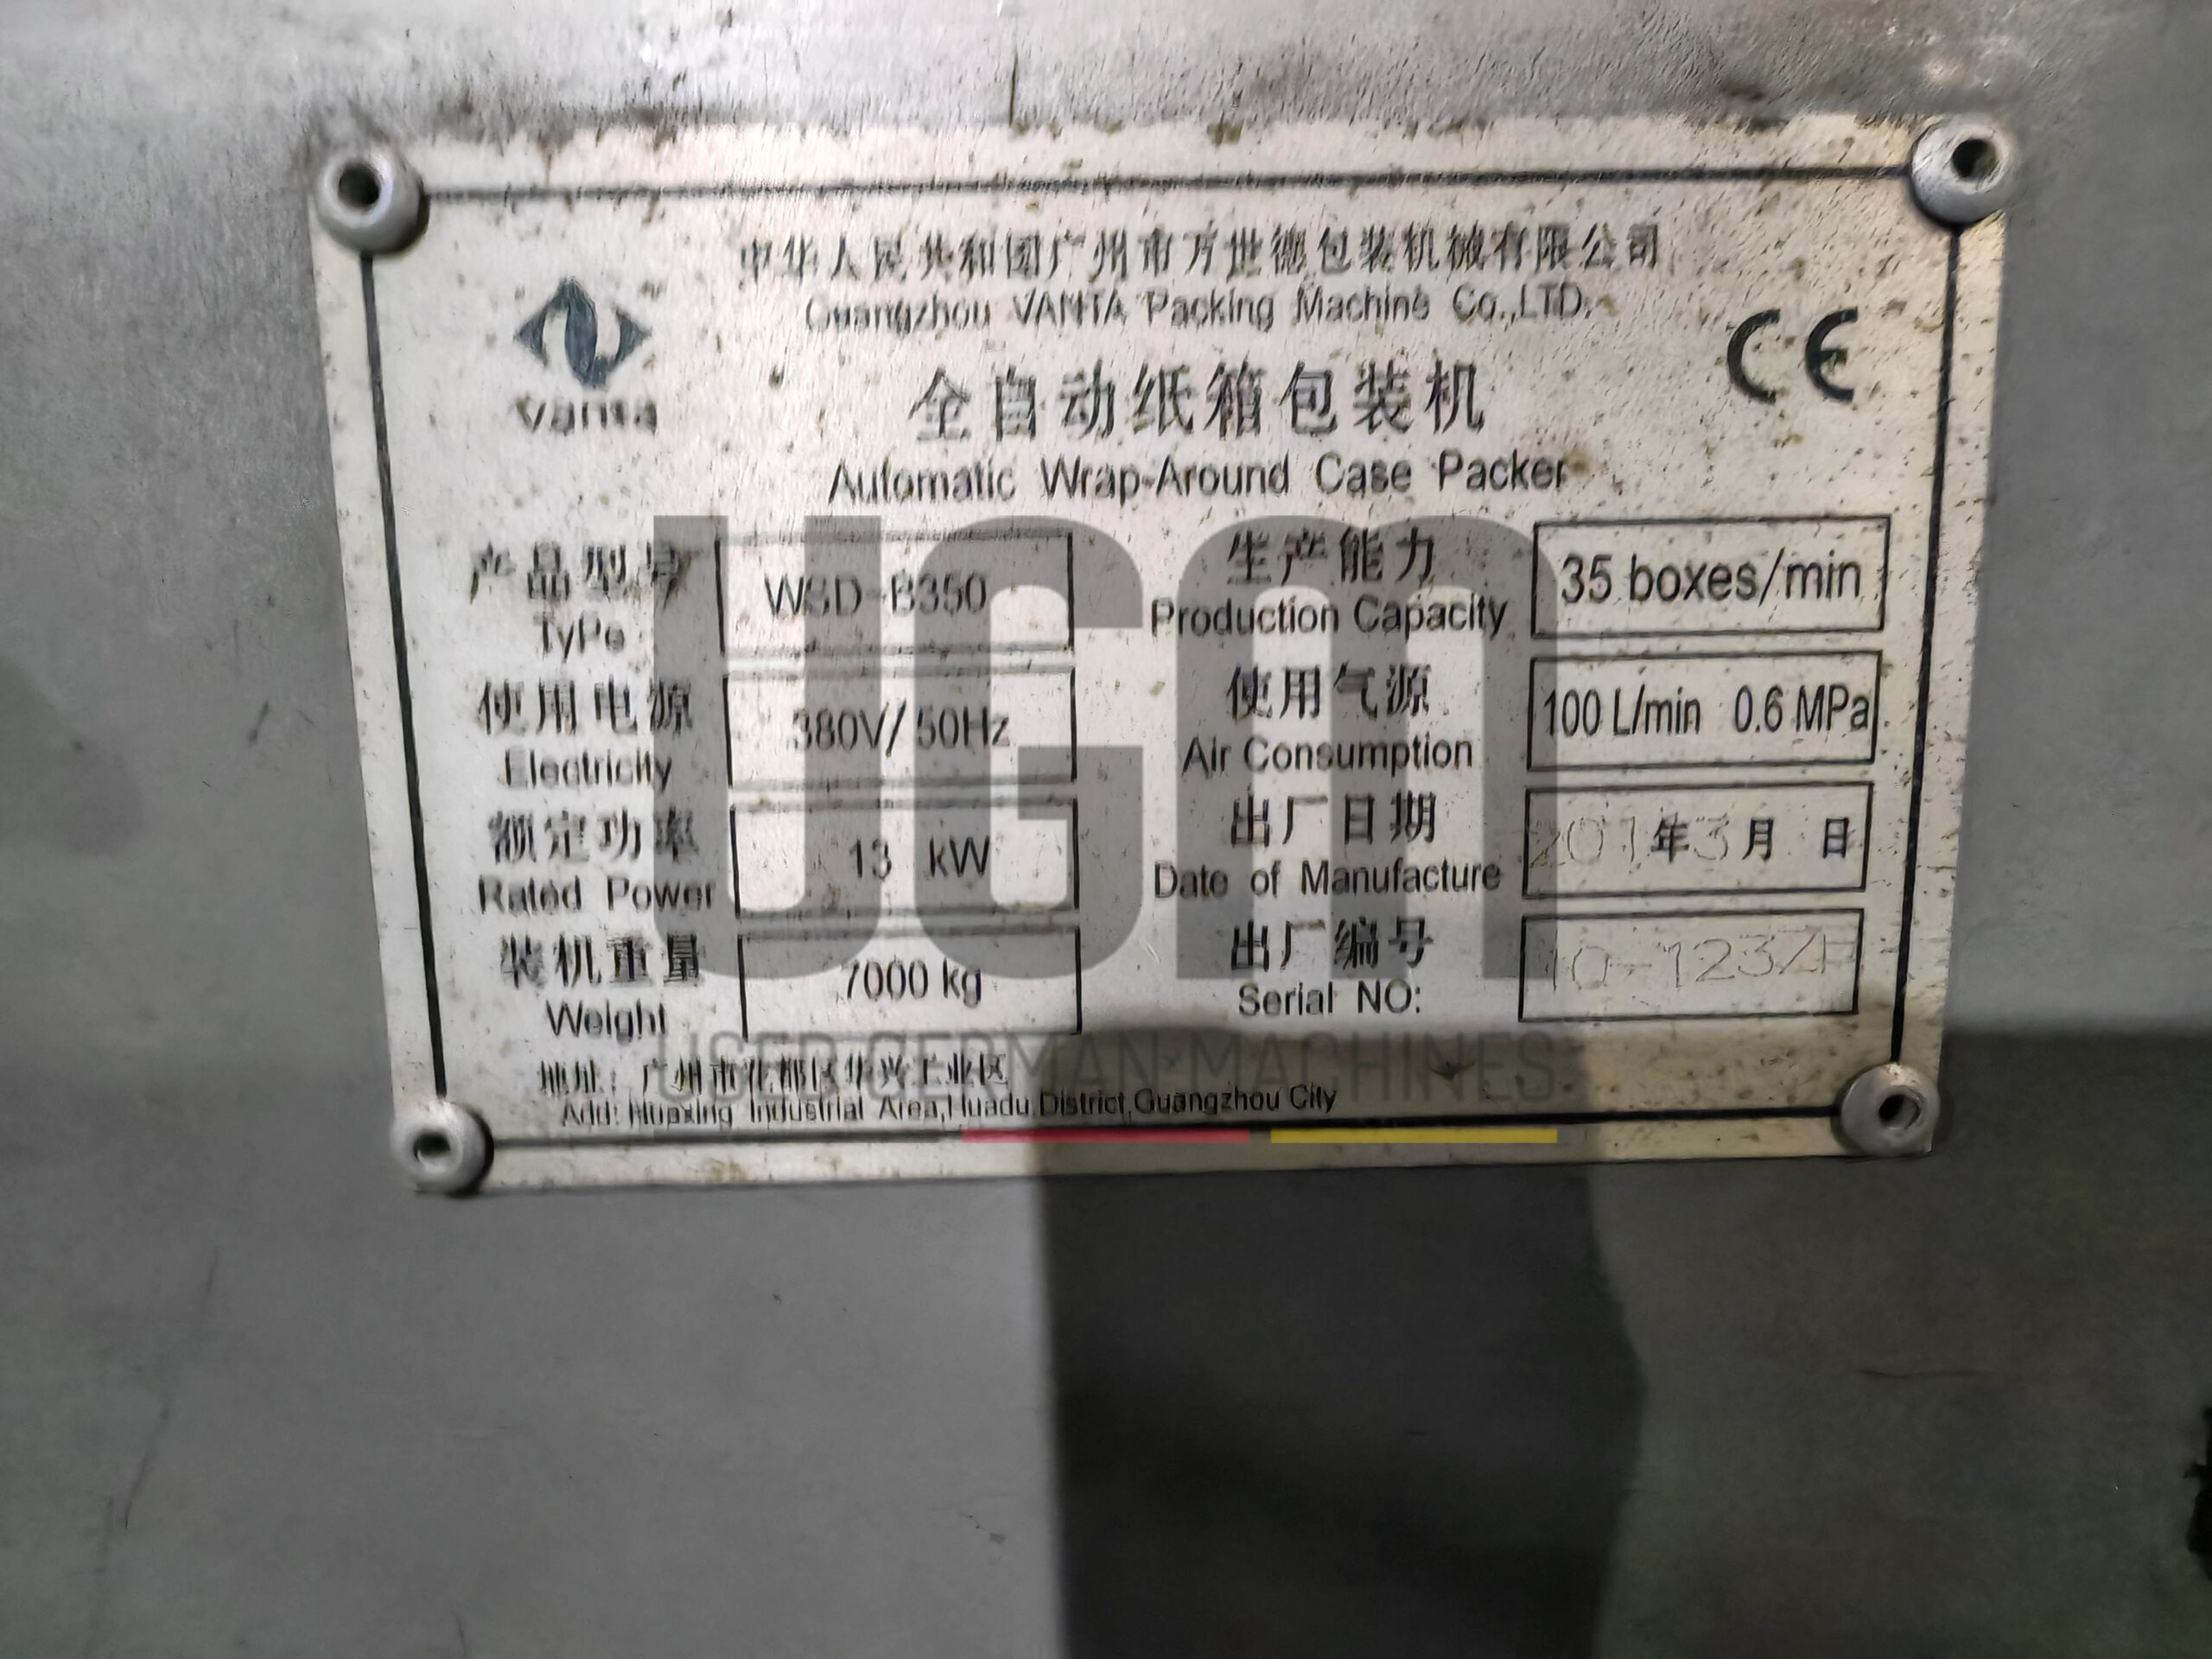 中华人民共和国广州市万世德包装机械有限公司
Guangzhou VANTA Packing Machine Co.,LTD.
vanta
CE
全自动纸箱包装机
Automatic Wrap-Around Case Packer
产品型号 WSD-B350 生产能力 35 boxes/min
TyPe Production Capacity
使用电源 380V/50Hz 使用气源 100 L/min 0.6 MPa
Electricity Air Consumption
额定功率 13 kW 出厂日期 年3月 日
Rated Power Date of Manufacture
装机重量 7000 kg 出厂编号
Weight Serial NO:
地址:广州市花都区华兴工业区
Add: Huaxing Industrial Area,Huadu District,Guangzhou City
UGM
USED GERMAN MACHINES